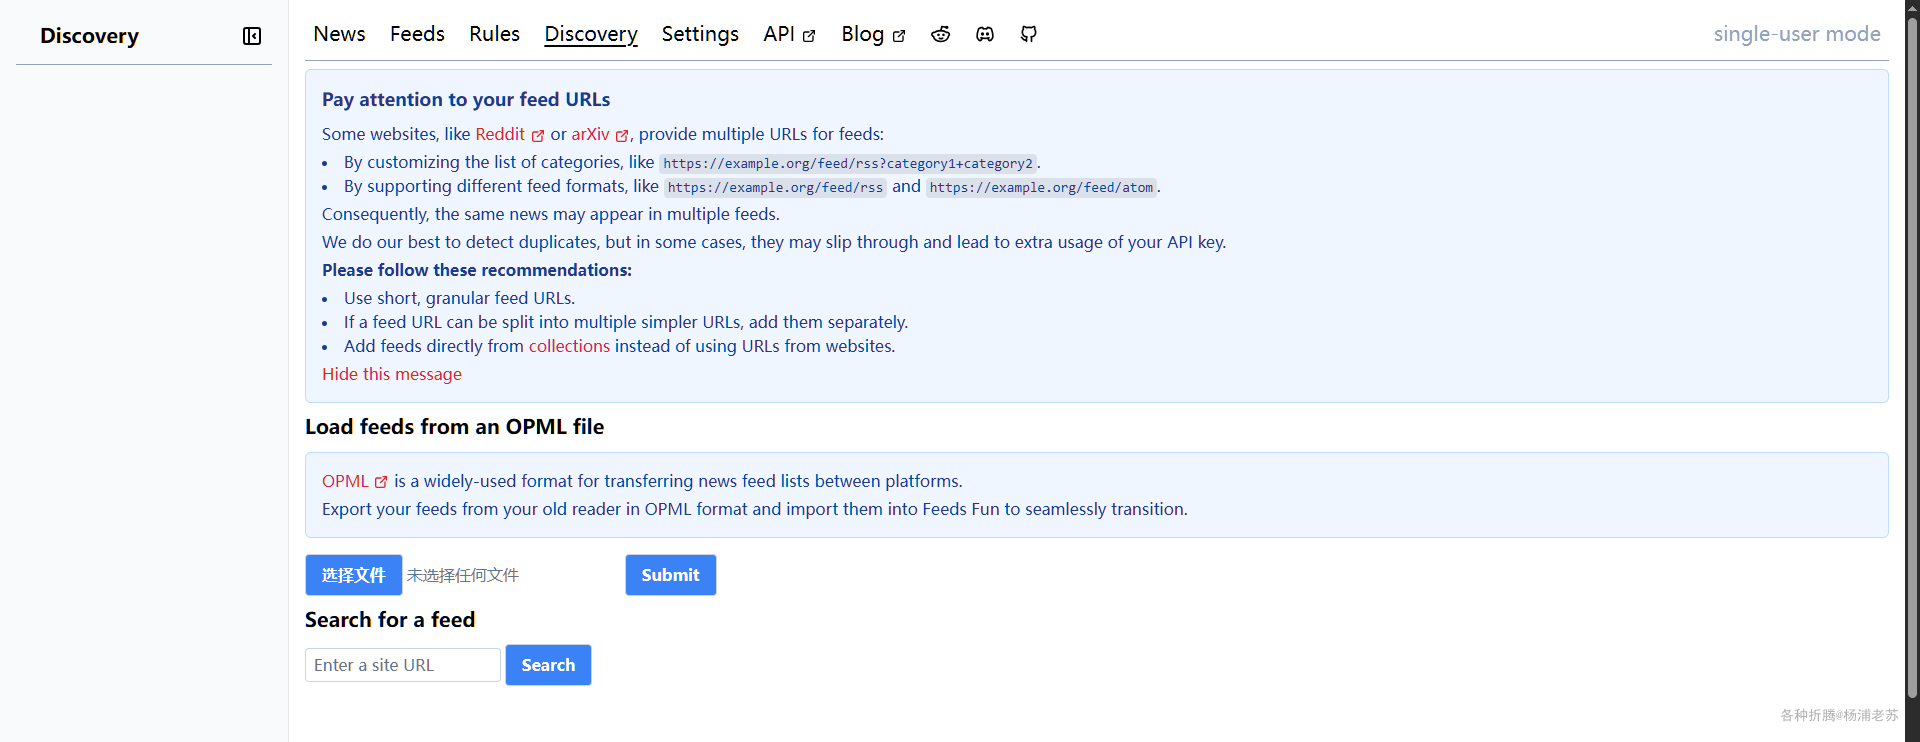 Discovery
News Feeds Rules Discovery Settings API Blog
single-user mode
Pay attention to your feed URLs
Some websites, like Reddit or arXiv , provide multiple URLs for feeds:
• By customizing the list of categories, like https://example.org/feed/rss?category1+category2.
• By supporting different feed formats, like https://example.org/feed/rss and https://example.org/feed/atom.
Consequently, the same news may appear in multiple feeds.
We do our best to detect duplicates, but in some cases, they may slip through and lead to extra usage of your API key.
Please follow these recommendations:
• Use short, granular feed URLs.
• If a feed URL can be split into multiple simpler URLs, add them separately.
• Add feeds directly from collections instead of using URLs from websites.
Hide this message
Load feeds from an OPML file
OPML is a widely-used format for transferring news feed lists between platforms.
Export your feeds from your old reader in OPML format and import them into Feeds Fun to seamlessly transition.
选择文件 未选择任何文件 Submit
Search for a feed
Enter a site URL Search
各种折腾@杨浦老苏